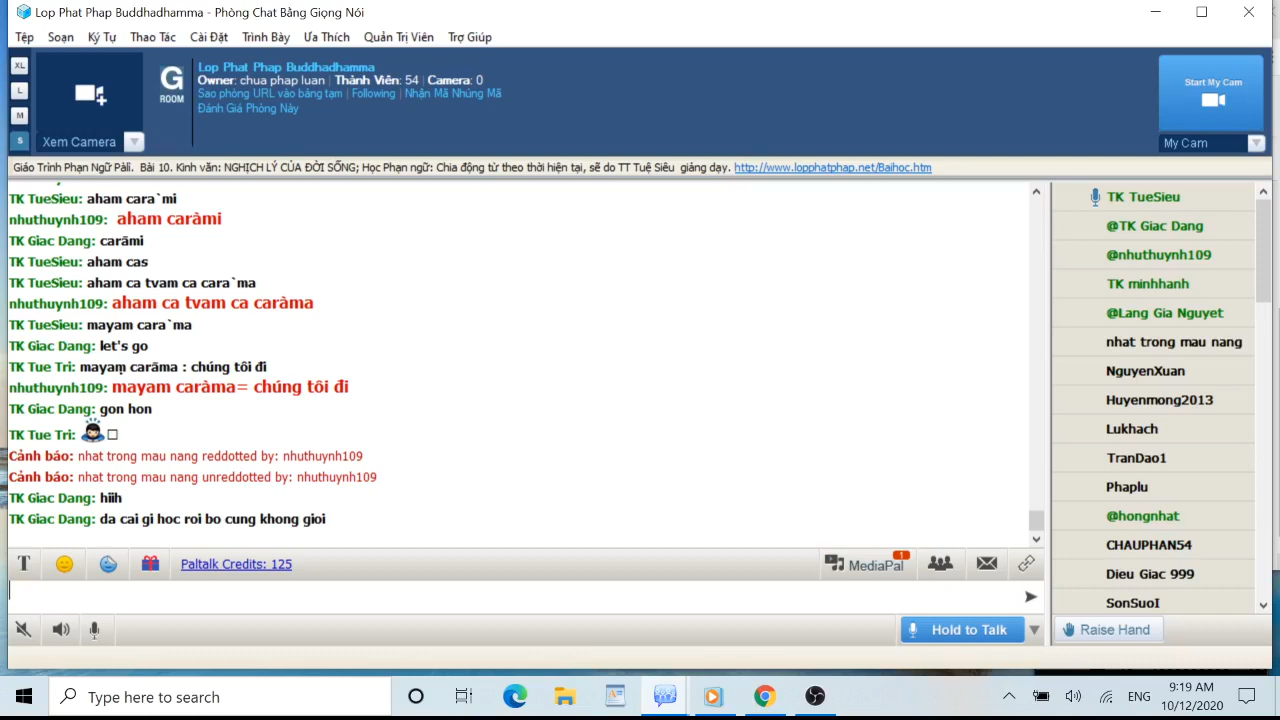 Lop Phat Phap Buddhadhamma - Phòng Chat Bằng Giọng Nói
Tệp Soạn Ký Tự Thao Tác Cài Đặt Trình Bày Ưa Thích Quản Trị Viên Trợ Giúp
XL
L
M
S
Xem Camera
G
ROOM
Lop Phat Phap Buddhadhamma
Owner: chua phap luan | Thành Viên: 54 | Camera: 0
Sao phòng URL vào bảng tạm | Following | Nhận Mã Nhúng Mã
Đánh Giá Phòng Này
Start My Cam
My Cam
Giáo Trình Phạn Ngữ Pàli. Bài 10. Kinh văn: NGHỊCH LÝ CỦA ĐỜI SỐNG; Học Phạn ngữ: Chia động từ theo thời hiện tại, sẽ do TT Tuệ Siêu giảng dạy. http://www.lopphatphap.net/Baihoc.htm
TK TueSieu: aham cara`mi
nhuthuynh109: aham caràmi
TK Giac Dang: carāmi
TK TueSieu: aham cas
TK TueSieu: aham ca tvam ca cara`ma
nhuthuynh109: aham ca tvam ca caràma
TK TueSieu: mayam cara`ma
TK Giac Dang: let's go
TK Tue Tri: mayaṃ carāma : chúng tôi đi
nhuthuynh109: mayam caràma= chúng tôi đi
TK Giac Dang: gon hon
TK Tue Tri:
Cảnh báo: nhat trong mau nang reddotted by: nhuthuynh109
Cảnh báo: nhat trong mau nang unreddotted by: nhuthuynh109
TK Giac Dang: hiih
TK Giac Dang: da cai gi hoc roi bo cung khong gioi
TK TueSieu
@TK Giac Dang
@nhuthuynh109
TK minhhanh
@Lang Gia Nguyet
nhat trong mau nang
NguyenXuan
Huyenmong2013
Lukhach
TranDao1
Phaplu
@hongnhat
CHAUPHAN54
Dieu Giac 999
SonSuoI
T
Paltalk Credits: 125
MediaPal 1
Hold to Talk
Raise Hand
Type here to search
ENG
9:19 AM
10/12/2020